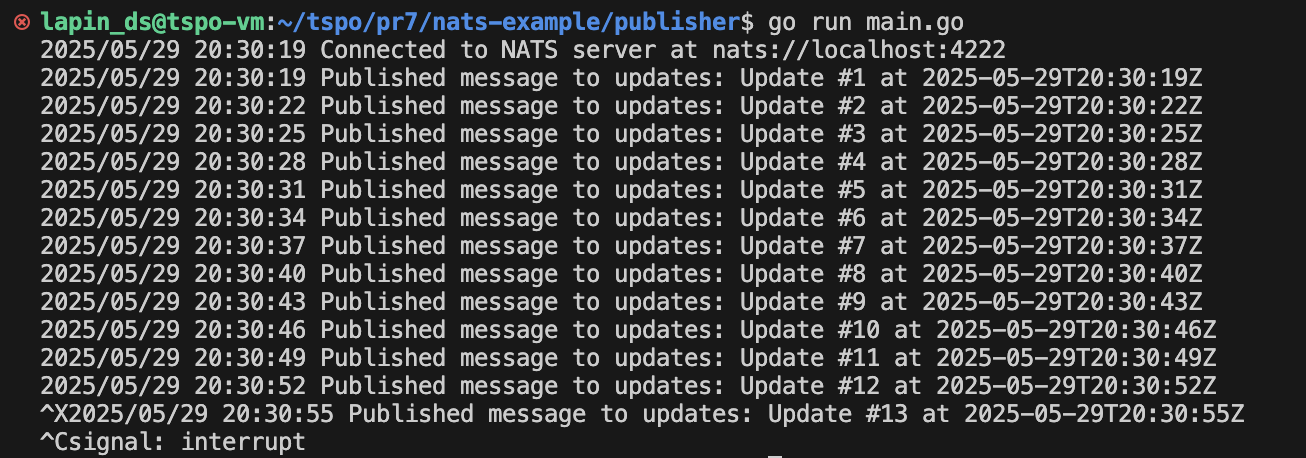 lapin_ds@tspo-vm:~/tspo/pr7/nats-example/publisher$ go run main.go
2025/05/29 20:30:19 Connected to NATS server at nats://localhost:4222
2025/05/29 20:30:19 Published message to updates: Update #1 at 2025-05-29T20:30:19Z
2025/05/29 20:30:22 Published message to updates: Update #2 at 2025-05-29T20:30:22Z
2025/05/29 20:30:25 Published message to updates: Update #3 at 2025-05-29T20:30:25Z
2025/05/29 20:30:28 Published message to updates: Update #4 at 2025-05-29T20:30:28Z
2025/05/29 20:30:31 Published message to updates: Update #5 at 2025-05-29T20:30:31Z
2025/05/29 20:30:34 Published message to updates: Update #6 at 2025-05-29T20:30:34Z
2025/05/29 20:30:37 Published message to updates: Update #7 at 2025-05-29T20:30:37Z
2025/05/29 20:30:40 Published message to updates: Update #8 at 2025-05-29T20:30:40Z
2025/05/29 20:30:43 Published message to updates: Update #9 at 2025-05-29T20:30:43Z
2025/05/29 20:30:46 Published message to updates: Update #10 at 2025-05-29T20:30:46Z
2025/05/29 20:30:49 Published message to updates: Update #11 at 2025-05-29T20:30:49Z
2025/05/29 20:30:52 Published message to updates: Update #12 at 2025-05-29T20:30:52Z
^X2025/05/29 20:30:55 Published message to updates: Update #13 at 2025-05-29T20:30:55Z
^Csignal: interrupt